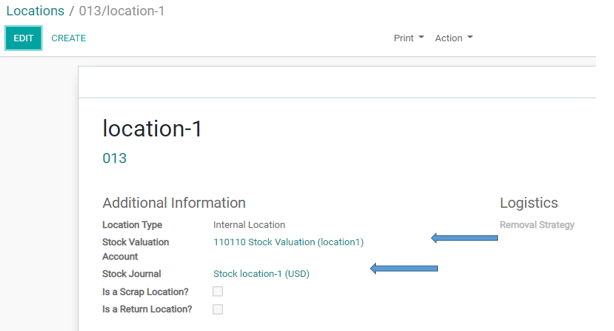 Locations / 013/location-1
EDIT CREATE Print Action
location-1
013
Additional Information Logistics
Location Type Internal Location Removal Strategy
Stock Valuation 110110 Stock Valuation (location1)
Account
Stock Journal Stock location-1 (USD)
Is a Scrap Location?
Is a Return Location?